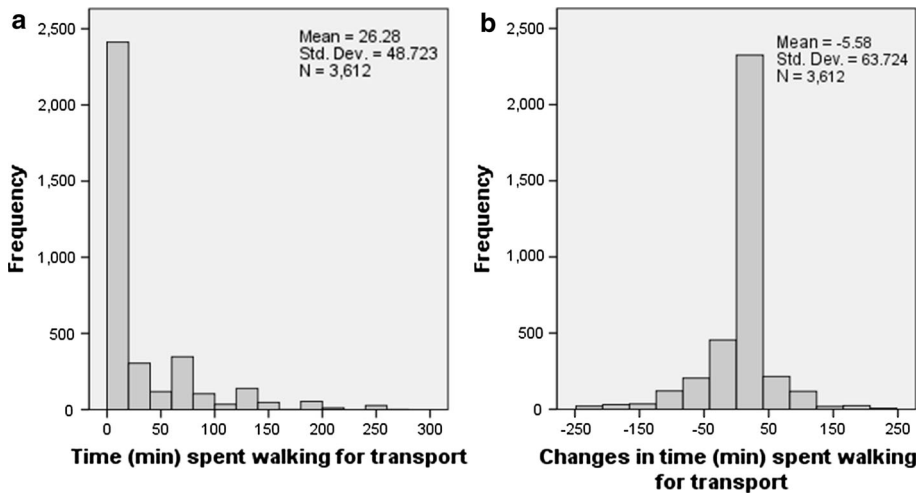 a
2,500
2,000
1,500
1,000
500
0
Frequency
Mean = 26.28
Std. Dev. = 48.723
N = 3,612
0 50 100 150 200 250 300
Time (min) spent walking for transport
b
2,500
2,000
1,500
1,000
500
0
Frequency
Mean = -5.58
Std. Dev. = 63.724
N = 3,612
-250 -150 -50 50 150 250
Changes in time (min) spent walking
for transport